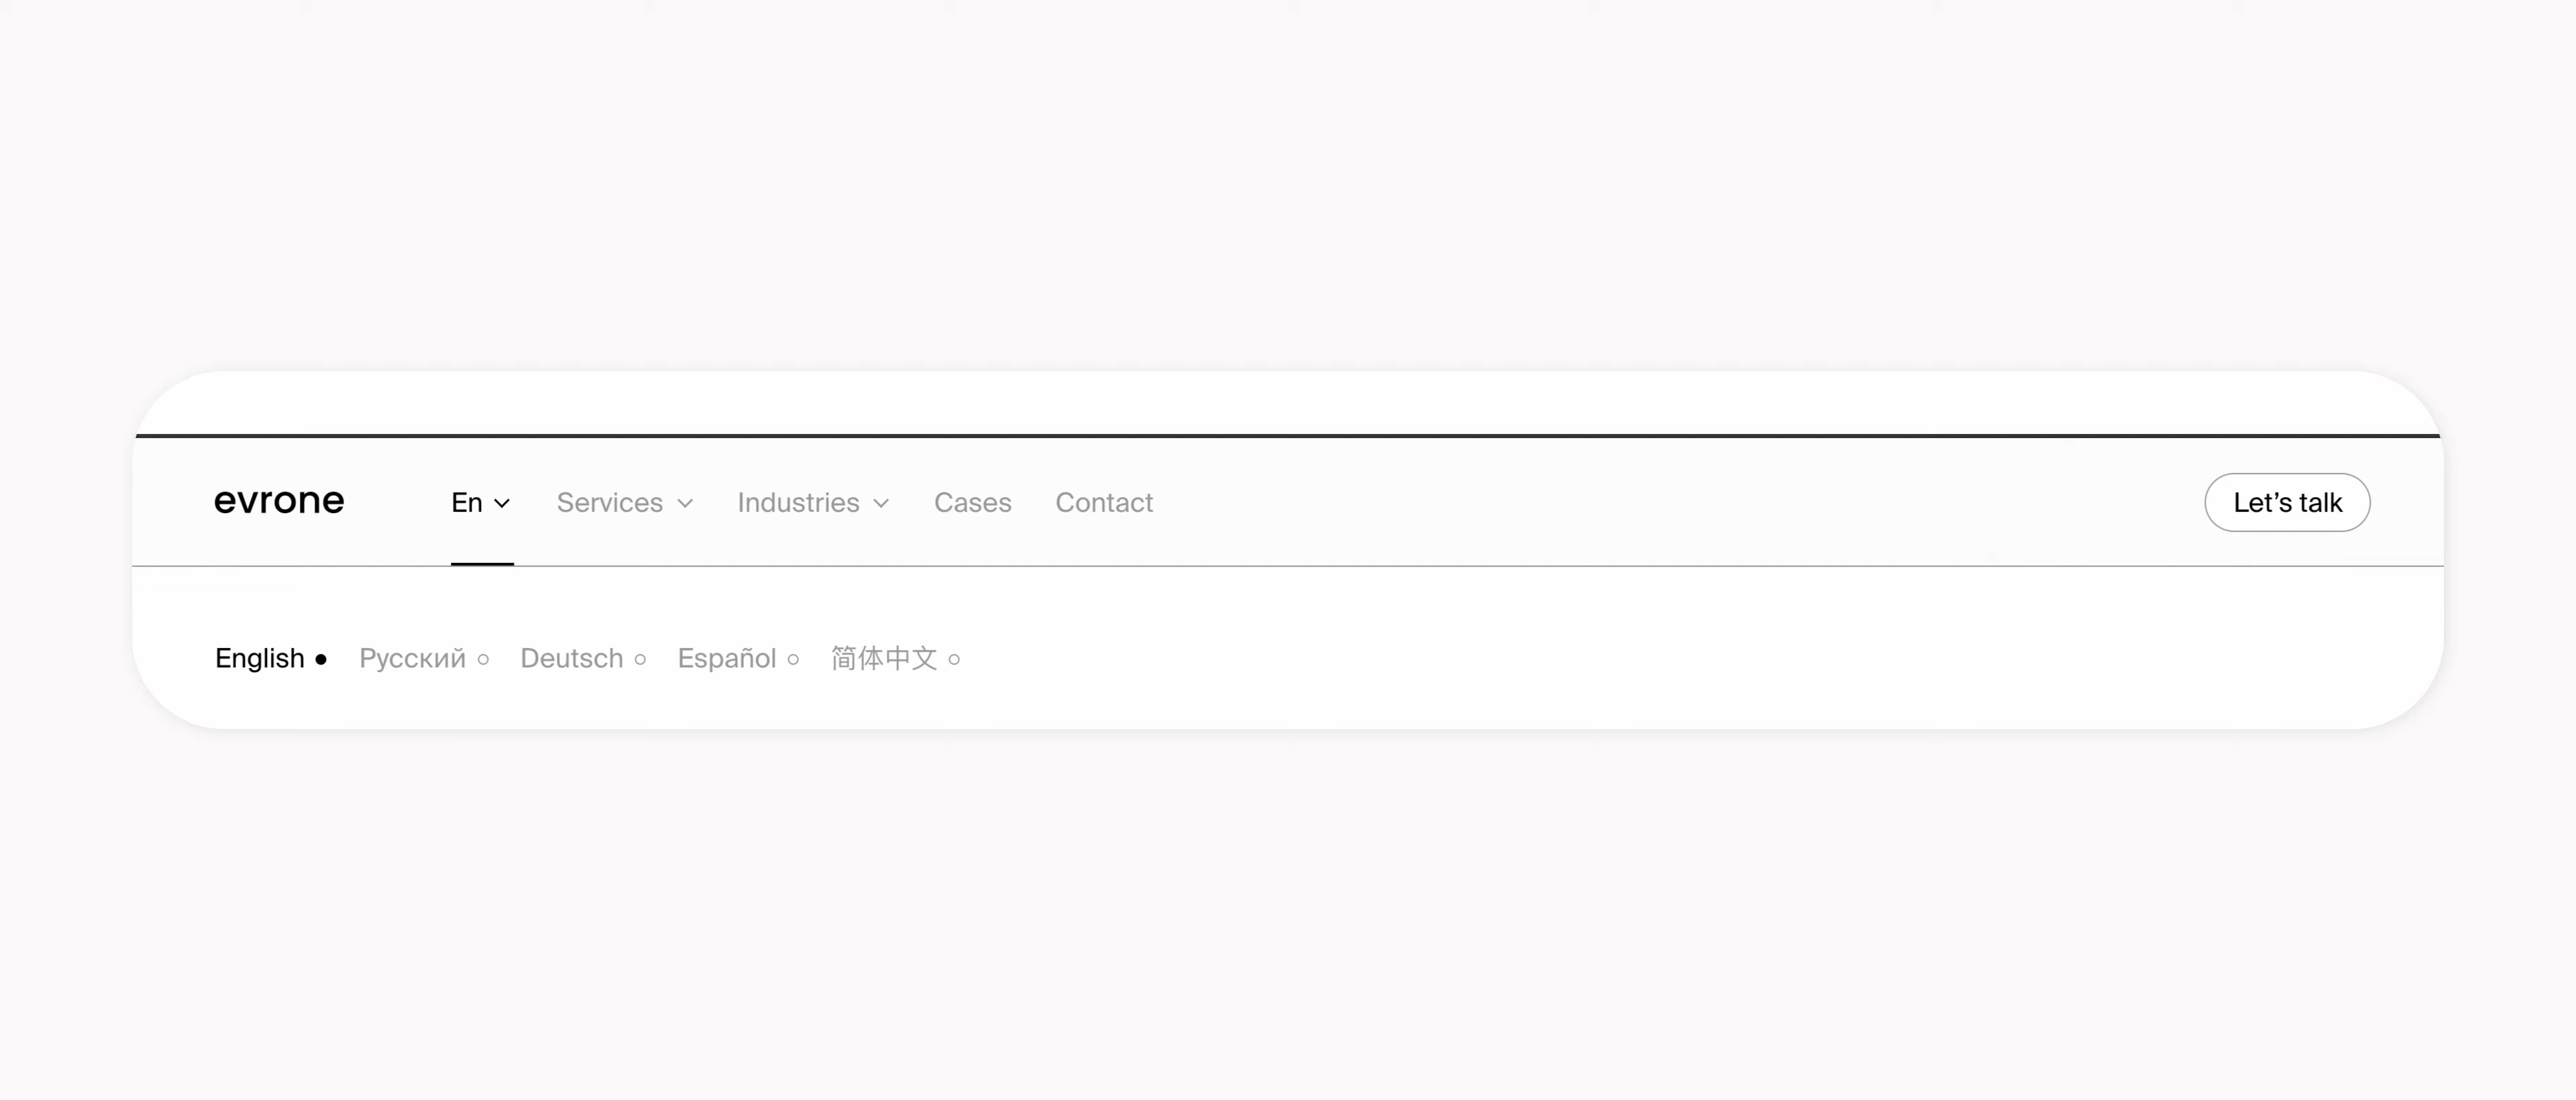 evrone En Services Industries Cases Contact Let’s talk
English Русский Deutsch Español 简体中文